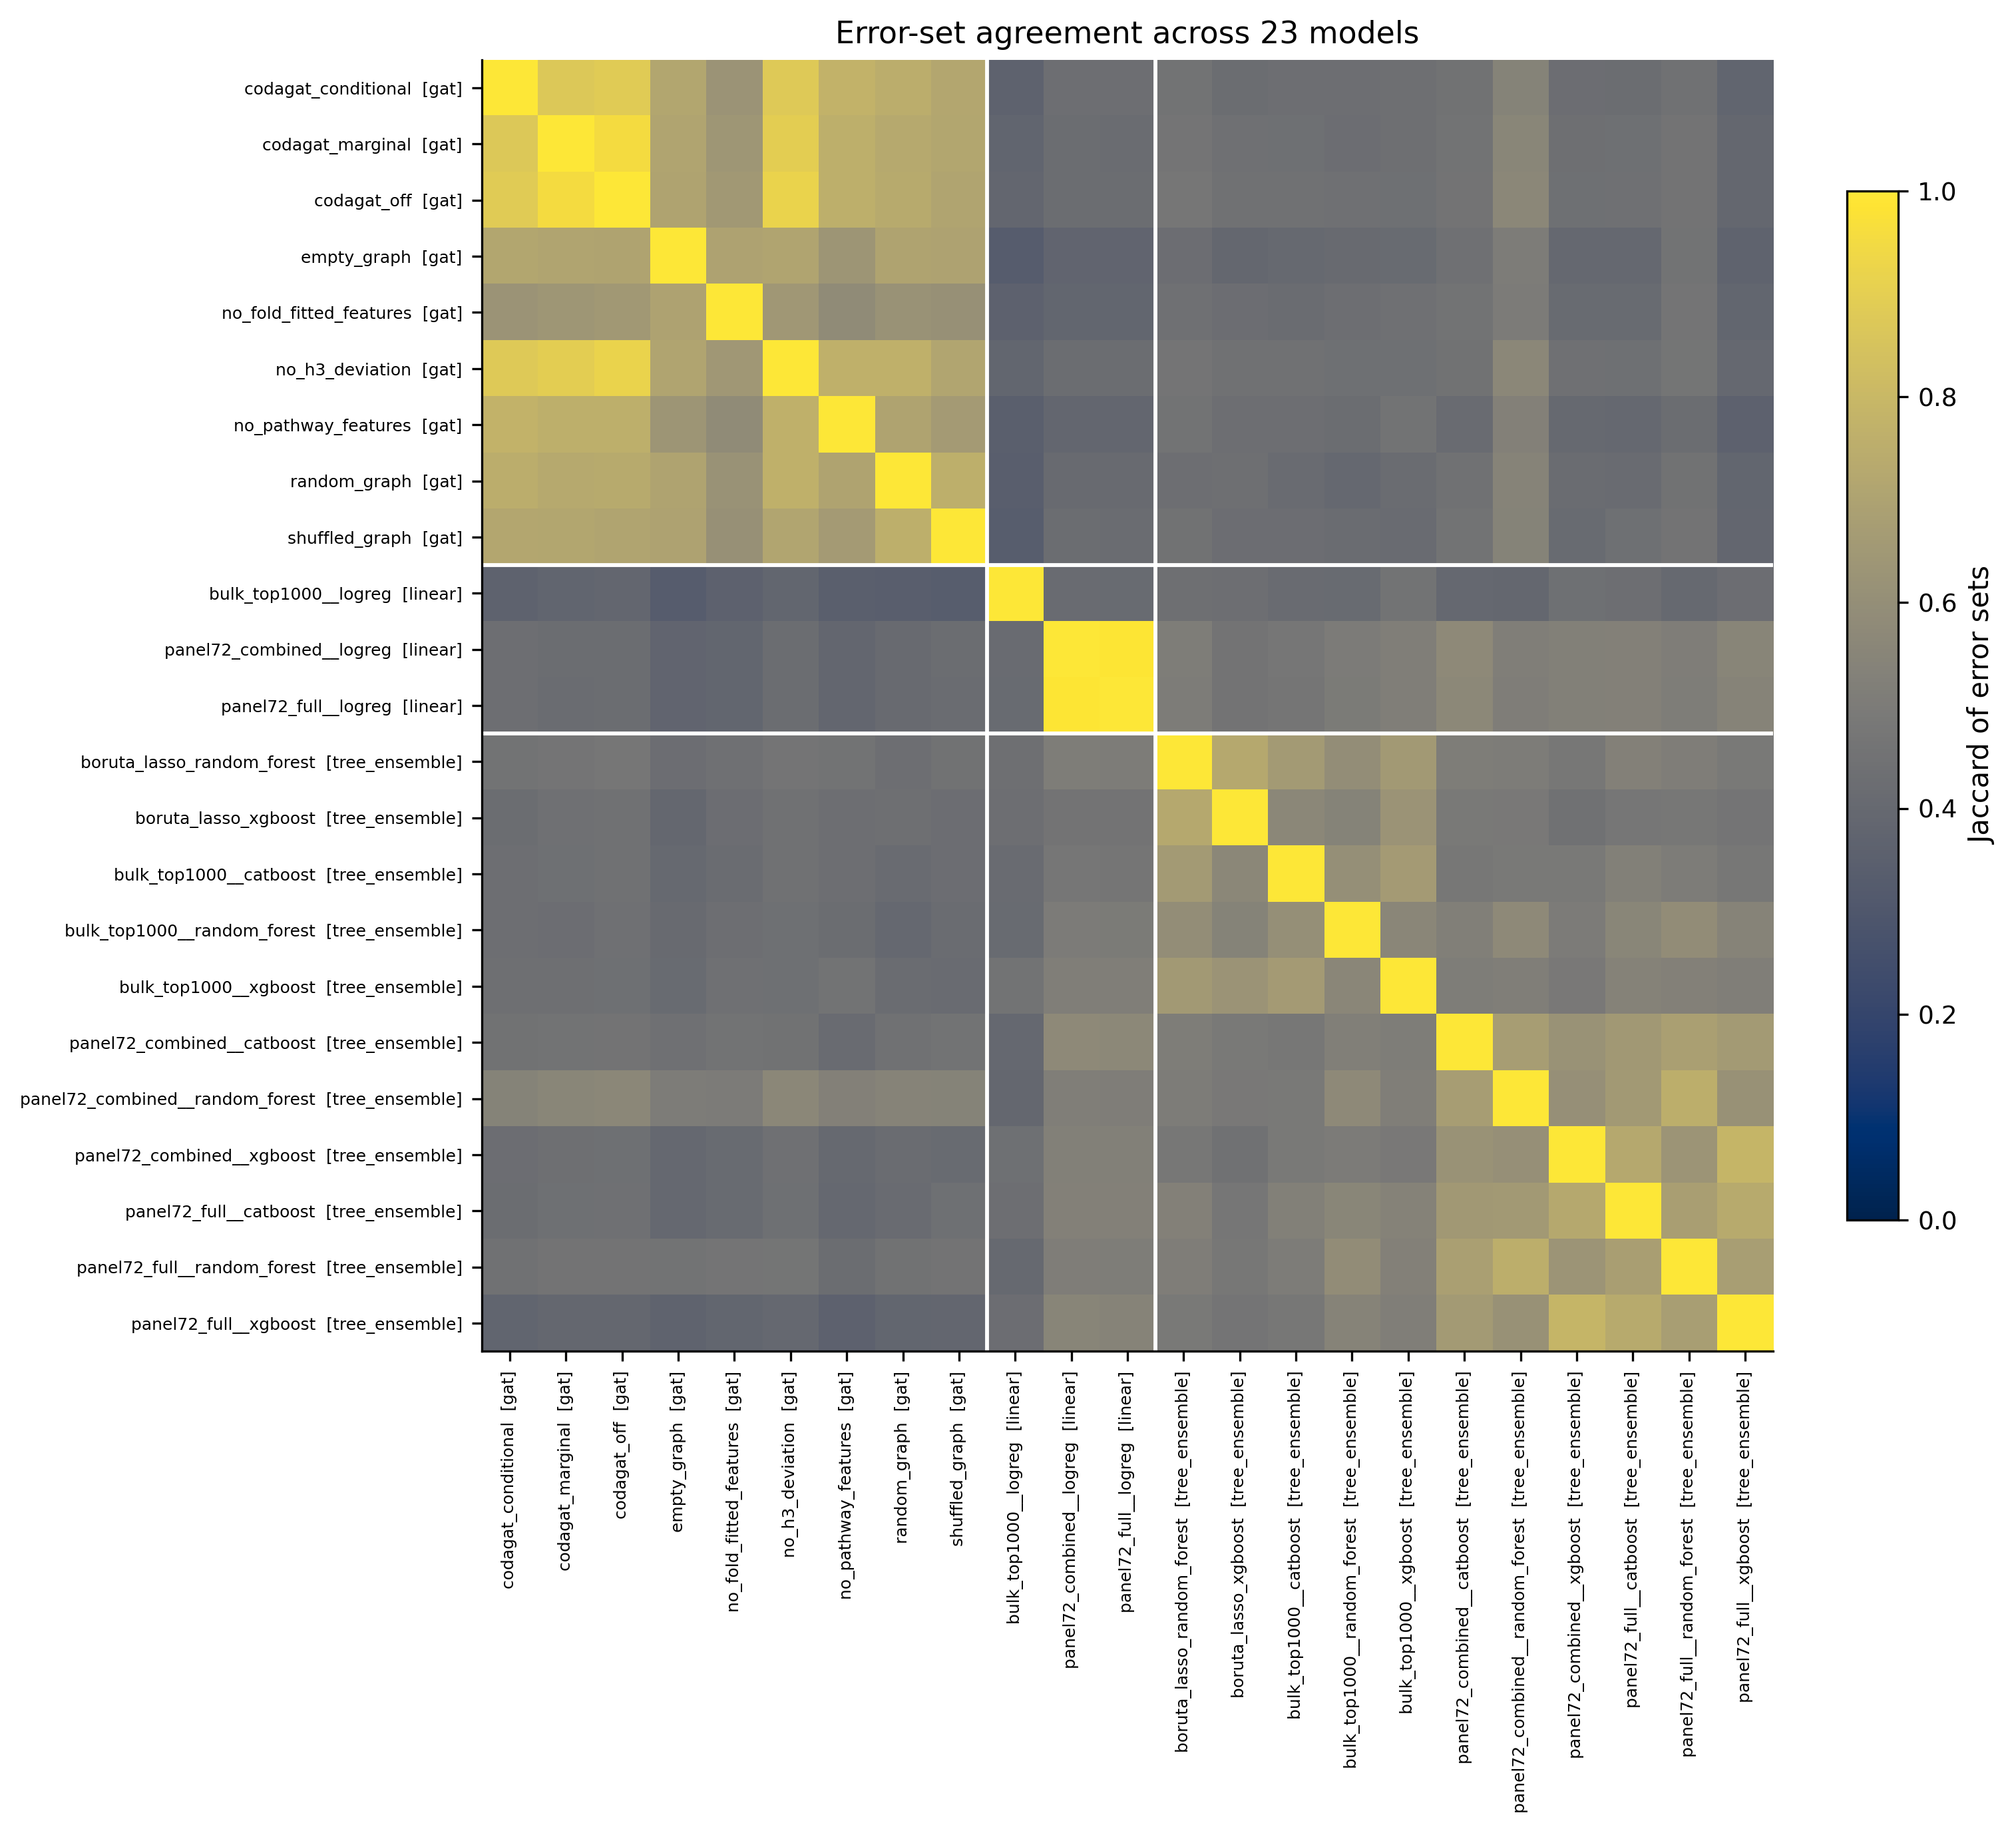 Error-set agreement across 23 models
codagat_conditional [gat]
codagat_marginal [gat]
codagat_off [gat]
empty_graph [gat]
no_fold_fitted_features [gat]
no_h3_deviation [gat]
no_pathway_features [gat]
random_graph [gat]
shuffled_graph [gat]
bulk_top1000__logreg [linear]
panel72_combined__logreg [linear]
panel72_full__logreg [linear]
boruta_lasso_random_forest [tree_ensemble]
boruta_lasso_xgboost [tree_ensemble]
bulk_top1000__catboost [tree_ensemble]
bulk_top1000__random_forest [tree_ensemble]
bulk_top1000__xgboost [tree_ensemble]
panel72_combined__catboost [tree_ensemble]
panel72_combined__random_forest [tree_ensemble]
panel72_combined__xgboost [tree_ensemble]
panel72_full__catboost [tree_ensemble]
panel72_full__random_forest [tree_ensemble]
panel72_full__xgboost [tree_ensemble]
codagat_conditional [gat]
codagat_marginal [gat]
codagat_off [gat]
empty_graph [gat]
no_fold_fitted_features [gat]
no_h3_deviation [gat]
no_pathway_features [gat]
random_graph [gat]
shuffled_graph [gat]
bulk_top1000__logreg [linear]
panel72_combined__logreg [linear]
panel72_full__logreg [linear]
boruta_lasso_random_forest [tree_ensemble]
boruta_lasso_xgboost [tree_ensemble]
bulk_top1000__catboost [tree_ensemble]
bulk_top1000__random_forest [tree_ensemble]
bulk_top1000__xgboost [tree_ensemble]
panel72_combined__catboost [tree_ensemble]
panel72_combined__random_forest [tree_ensemble]
panel72_combined__xgboost [tree_ensemble]
panel72_full__catboost [tree_ensemble]
panel72_full__random_forest [tree_ensemble]
panel72_full__xgboost [tree_ensemble]
1.0
0.8
0.6
0.4
0.2
0.0
Jaccard of error sets